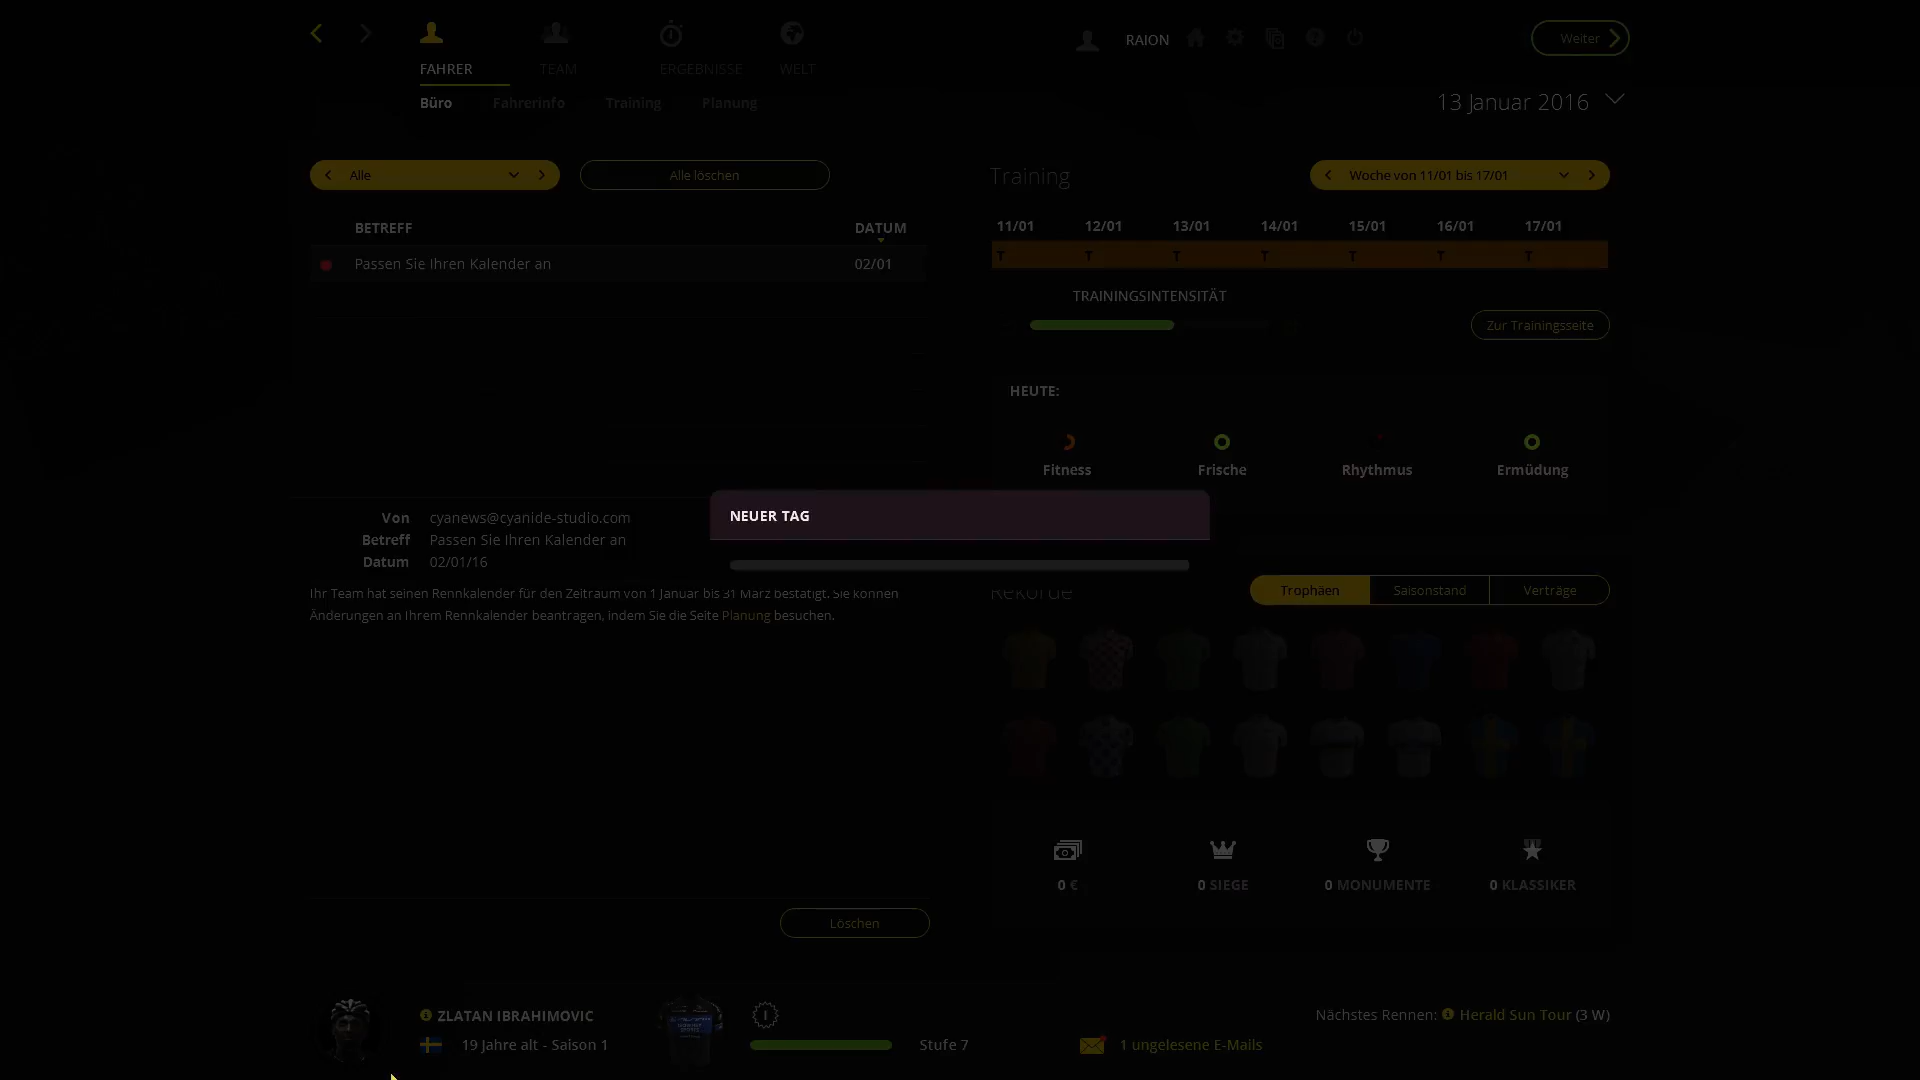 FAHRER
TEAM
ERGEBNISSE
WELT
RAION
Weiter
Büro
Fahrerinfo
Training
Planung
13 Januar 2016
Alle
Alle löschen
Training
Woche von 11/01 bis 17/01
BETREFF
DATUM
11/01 12/01 13/01 14/01 15/01 16/01 17/01
T T T T T T T
Passen Sie Ihren Kalender an
02/01
TRAININGSINTENSITÄT
Zur Trainingsseite
HEUTE:
Fitness
Frische
Rhythmus
Ermüdung
NEUER TAG
Von cyanews@cyanide-studio.com
Betreff Passen Sie Ihren Kalender an
Datum 02/01/16
Ihr Team hat seinen Rennkalender für den Zeitraum von 1 Januar bis 31 März bestätigt. Sie können
Änderungen an Ihrem Rennkalender beantragen, indem Sie die Seite Planung besuchen.
Rekorde
Trophäen
Saisonstand
Verträge
0 €
0 SIEGE
0 MONUMENTE
0 KLASSIKER
Löschen
ZLATAN IBRAHIMOVIC
19 Jahre alt - Saison 1
Stufe 7
1 ungelesene E-Mails
Nächstes Rennen: Herald Sun Tour (3 W)